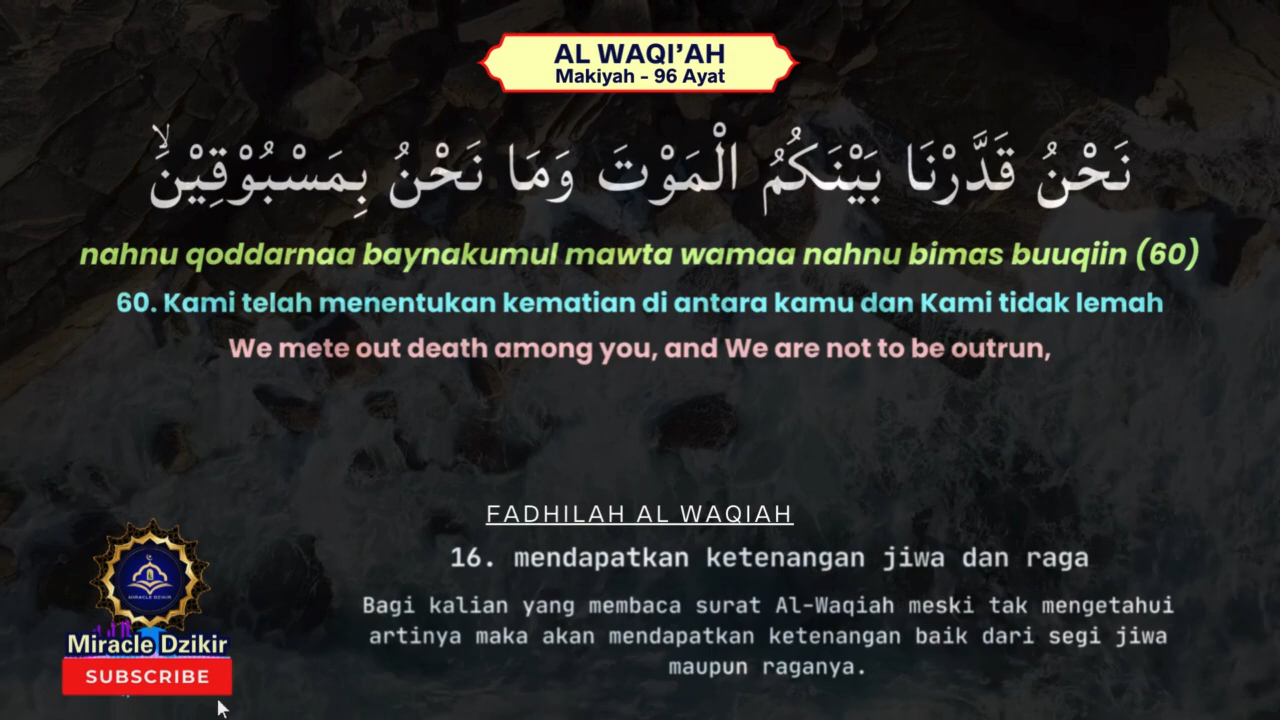 AL WAQI’AH
Makiyah - 96 Ayat
نَحْنُ قَدَّرْنَا بَيْنَكُمُ الْمَوْتَ وَمَا نَحْنُ بِمَسْبُوْقِيْنَۙ
nahnu qoddarnaa baynakumul mawta wamaa nahnu bimas buuqiin (60)
60. Kami telah menentukan kematian di antara kamu dan Kami tidak lemah
We mete out death among you, and We are not to be outrun,
FADHILAH AL WAQIAH
16. mendapatkan ketenangan jiwa dan raga
Bagi kalian yang membaca surat Al-Waqiah meski tak mengetahui
artinya maka akan mendapatkan ketenangan baik dari segi jiwa
maupun raganya.
MIRACLE DZIKIR
Miracle Dzikir
SUBSCRIBE